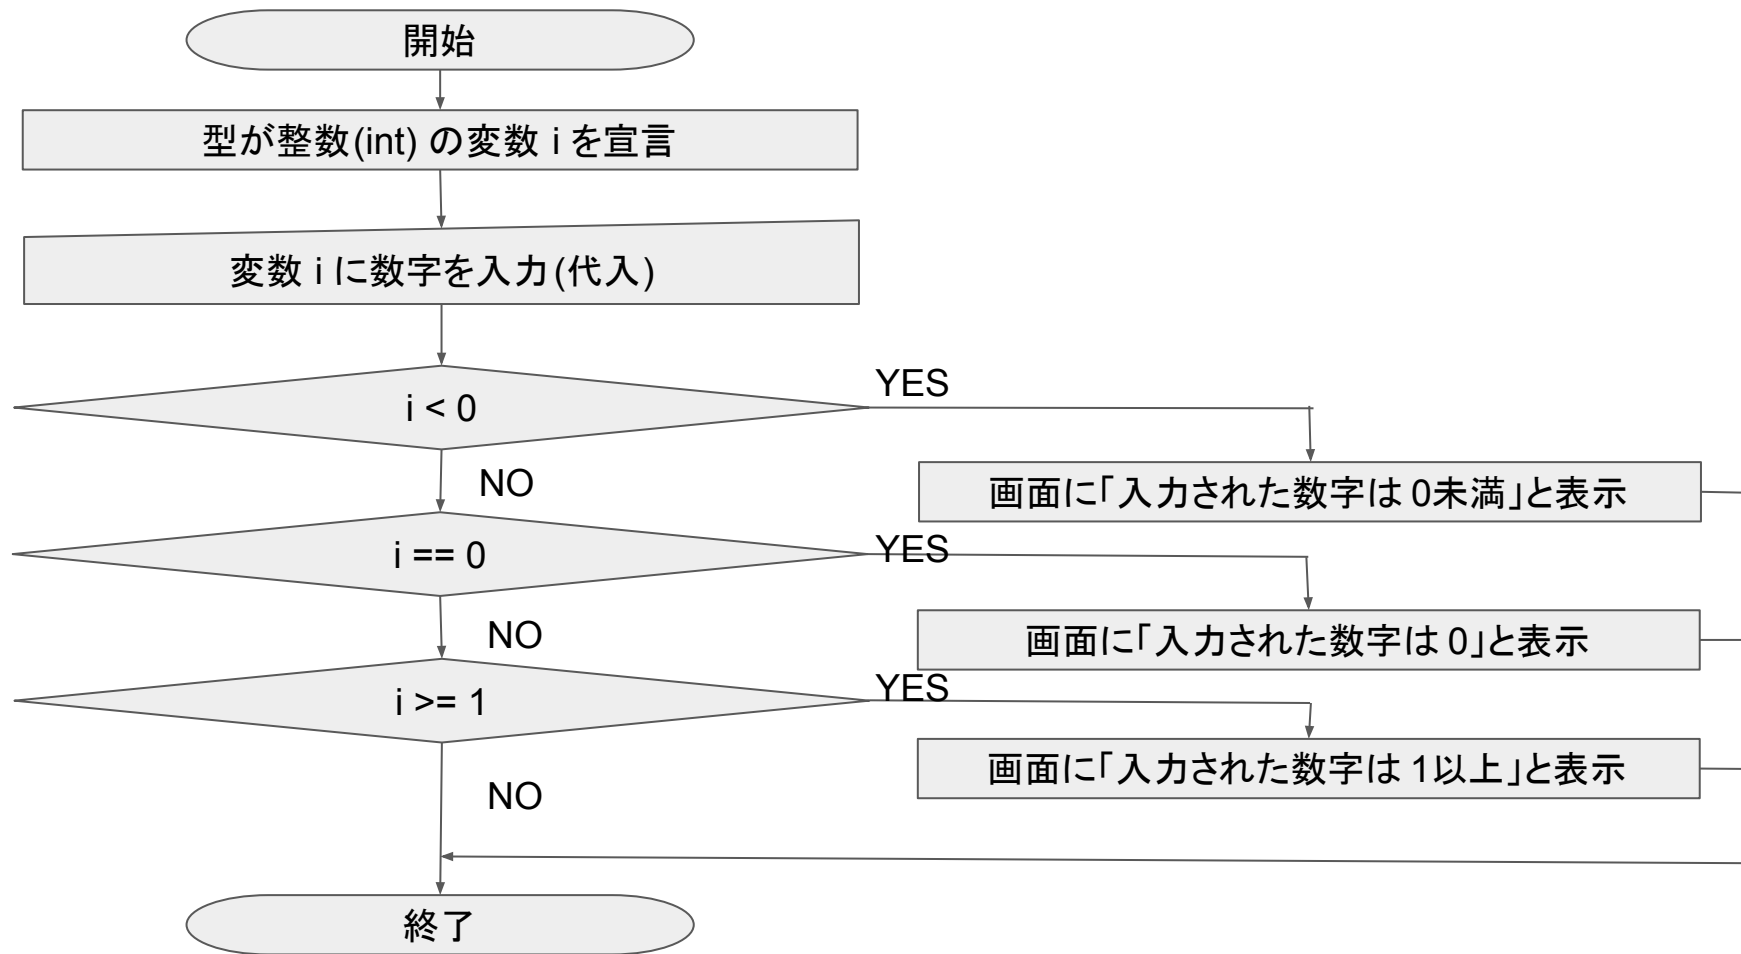 開始
型が整数(int) の変数 i を宣言
変数 i に数字を入力(代入)
i < 0
YES
画面に「入力された数字は 0未満」と表示
NO
i == 0
YES
画面に「入力された数字は 0」と表示
NO
i >= 1
YES
画面に「入力された数字は 1以上」と表示
NO
終了